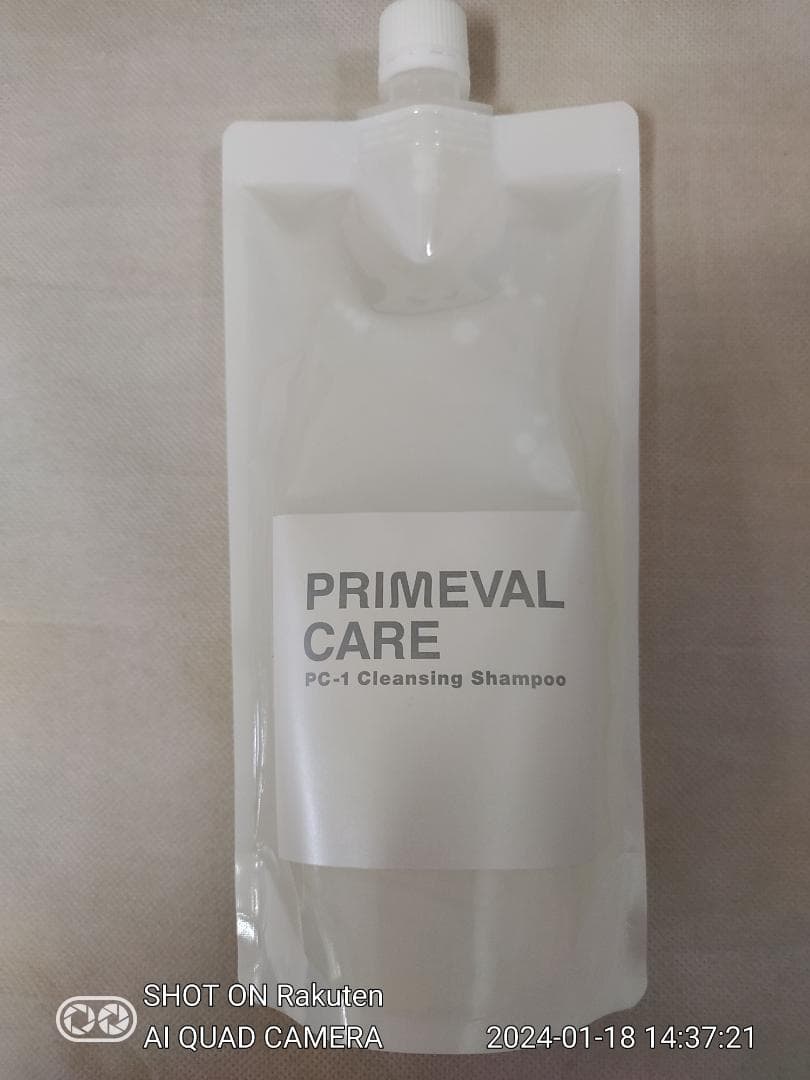 PRIMEVAL
CARE
PC-1 Cleansing Shampoo
SHOT ON Rakuten
AI QUAD CAMERA
2024-01-18 14:37:21